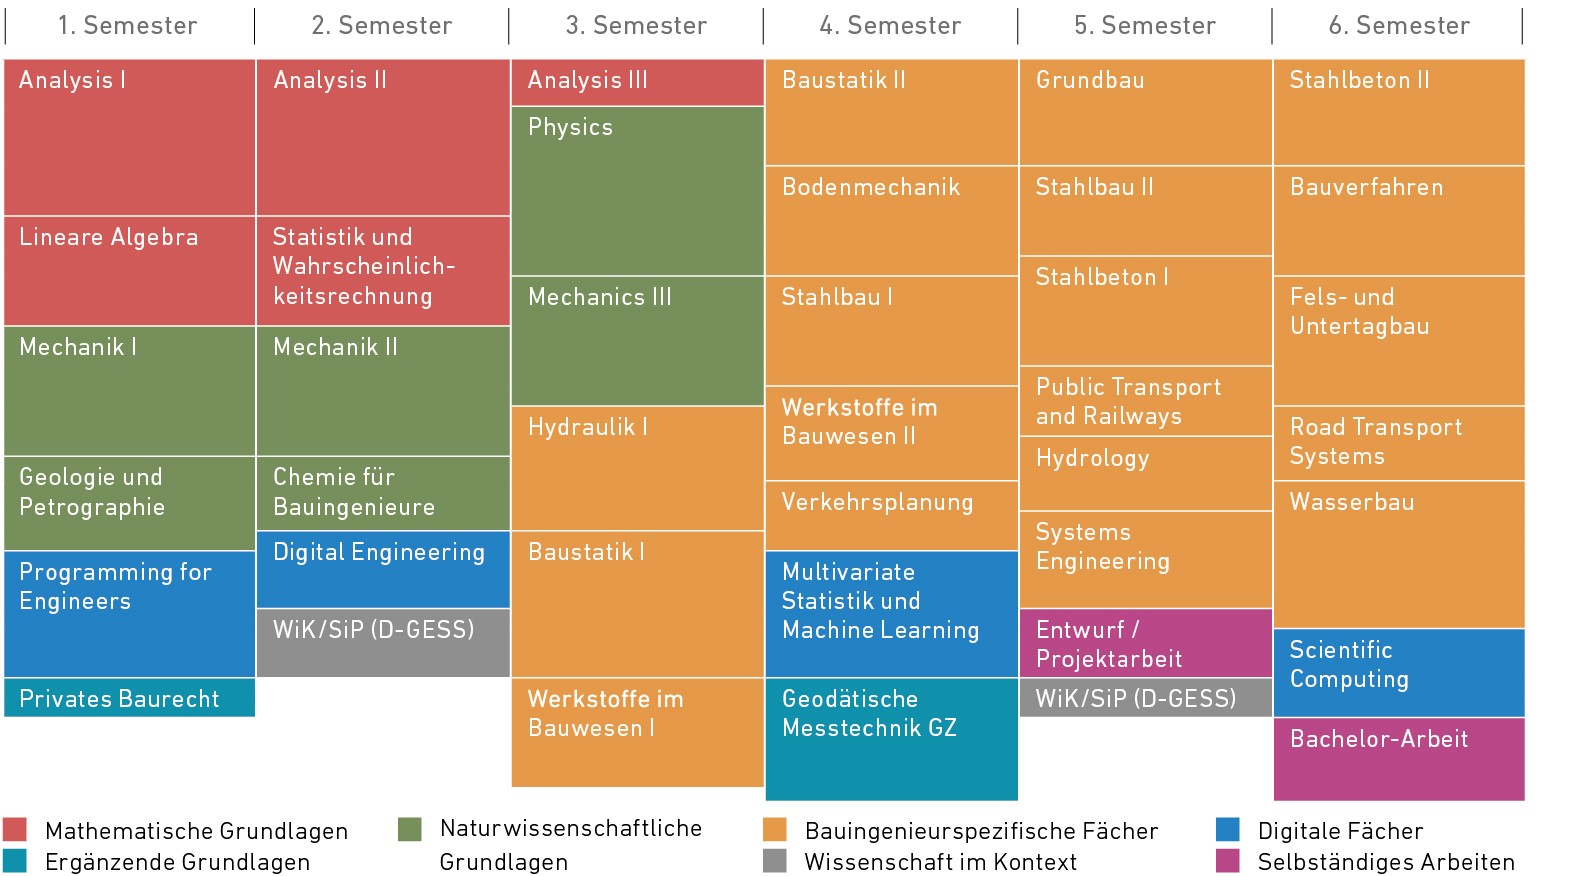 1. Semester
2. Semester
3. Semester
4. Semester
5. Semester
6. Semester
Analysis I
Lineare Algebra
Mechanik I
Geologie und
Petrographie
Programming for
Engineers
Privates Baurecht
Analysis II
Statistik und
Wahrscheinlich-
keitsrechnung
Mechanik II
Chemie für
Bauingenieure
Digital Engineering
WiK/SiP (D-GESS)
Analysis III
Physics
Mechanics III
Hydraulik I
Baustatik I
Werkstoffe im
Bauwesen I
Baustatik II
Bodenmechanik
Stahlbau I
Werkstoffe im
Bauwesen II
Verkehrsplanung
Multivariate
Statistik und
Machine Learning
Geodätische
Messtechnik GZ
Grundbau
Stahlbau II
Stahlbeton I
Public Transport
and Railways
Hydrology
Systems
Engineering
Entwurf /
Projektarbeit
WiK/SiP (D-GESS)
Stahlbeton II
Bauverfahren
Fels- und
Untertagbau
Road Transport
Systems
Wasserbau
Scientific
Computing
Bachelor-Arbeit
Mathematische Grundlagen
Ergänzende Grundlagen
Naturwissenschaftliche
Grundlagen
Bauingenieurspezifische Fächer
Wissenschaft im Kontext
Digitale Fächer
Selbständiges Arbeiten